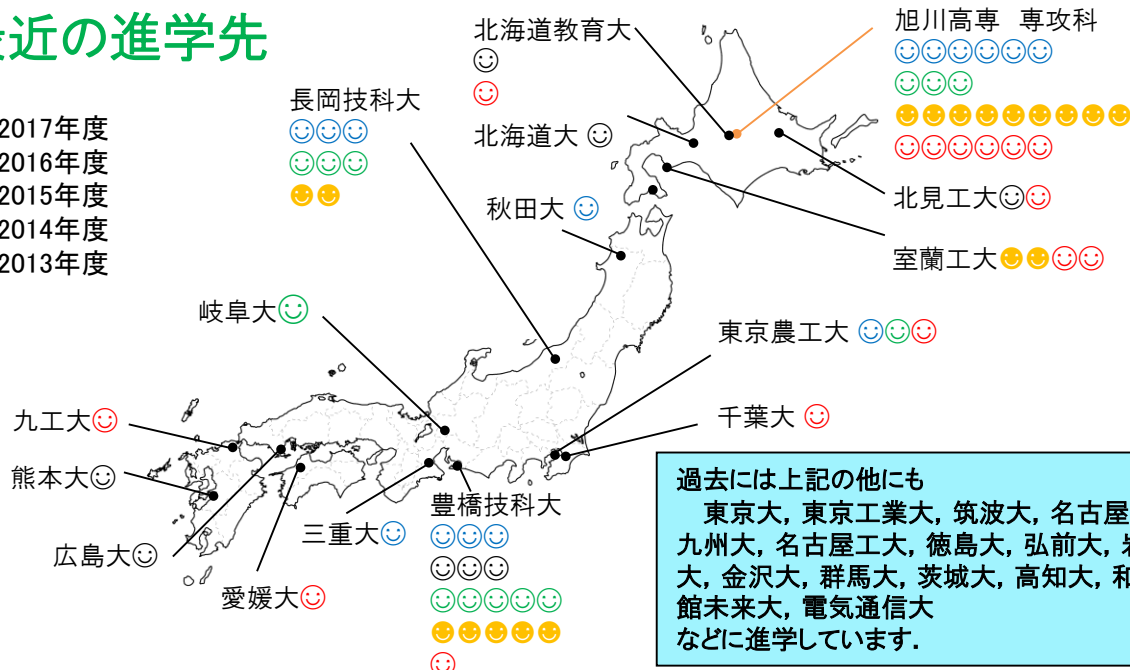 近の進学先
2017年度
2016年度
2015年度
2014年度
2013年度
長岡技科大
北海道教育大
北海道大
旭川高専 専攻科
北見工大
室蘭工大
秋田大
岐阜大
東京農工大
千葉大
九工大
熊本大
広島大
愛媛大
三重大
豊橋技科大
過去には上記の他にも
東京大，東京工業大，筑波大，名古屋
九州大，名古屋工大，徳島大，弘前大，
大，金沢大，群馬大，茨城大，高知大，和
館未来大，電気通信大
などに進学しています．